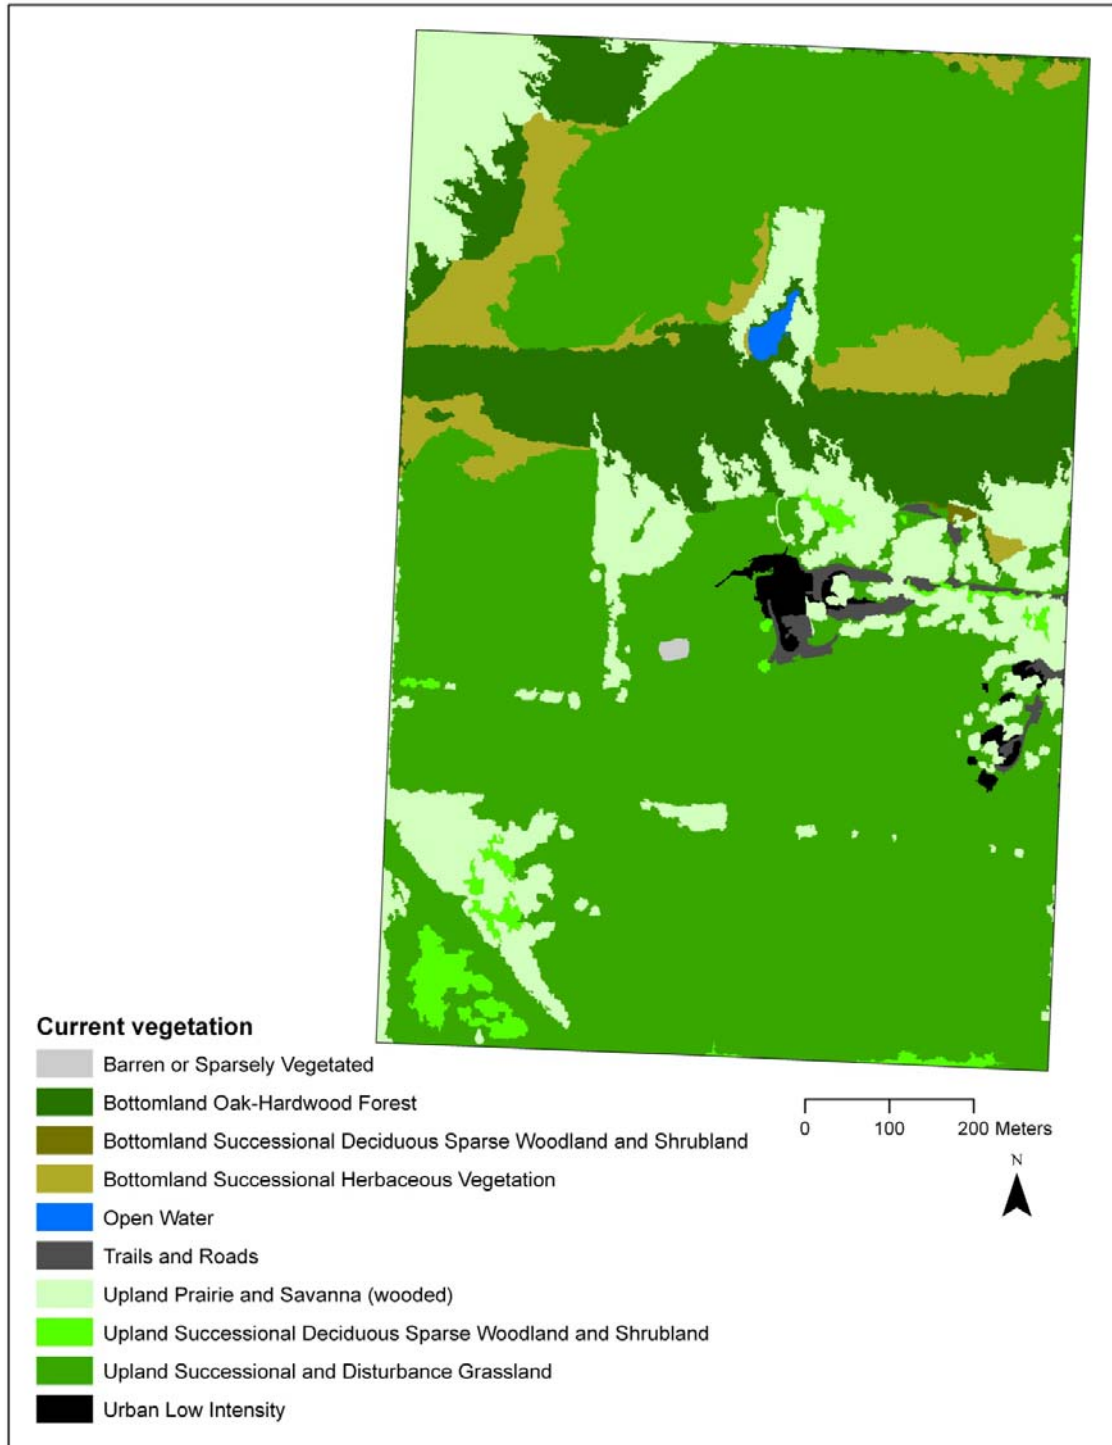 Current vegetation
Barren or Sparsely Vegetated
Bottomland Oak-Hardwood Forest
Bottomland Successional Deciduous Sparse Woodland and Shrubland
Bottomland Successional Herbaceous Vegetation
Open Water
Trails and Roads
Upland Prairie and Savanna (wooded)
Upland Successional Deciduous Sparse Woodland and Shrubland
Upland Successional and Disturbance Grassland
Urban Low Intensity
0 100 200 Meters
N